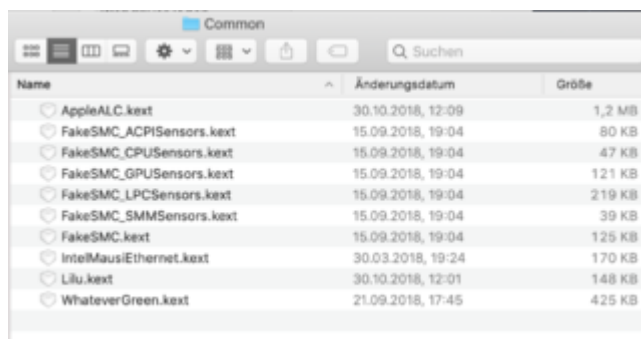 Common
Suchen
Name Änderungsdatum Größe
AppleALC.kext 30.10.2018, 12:09 1,2 MB
FakeSMC_ACPISensors.kext 15.09.2018, 19:04 80 KB
FakeSMC_CPUSensors.kext 15.09.2018, 19:04 47 KB
FakeSMC_GPUSensors.kext 15.09.2018, 19:04 121 KB
FakeSMC_LPCSensors.kext 15.09.2018, 19:04 219 KB
FakeSMC_SMMSensors.kext 15.09.2018, 19:04 39 KB
FakeSMC.kext 15.09.2018, 19:04 125 KB
IntelMausiEthernet.kext 30.03.2018, 19:24 170 KB
Lilu.kext 30.10.2018, 12:01 148 KB
WhateverGreen.kext 21.09.2018, 17:45 425 KB